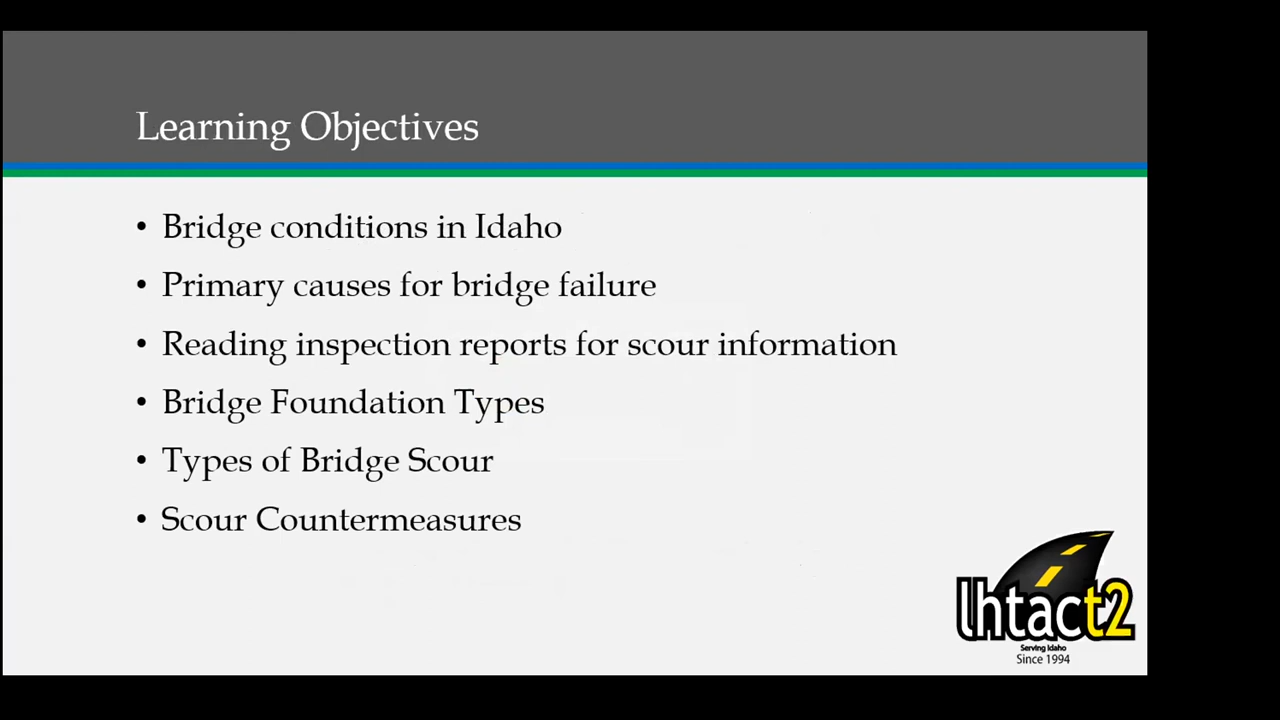 Learning Objectives
• Bridge conditions in Idaho
• Primary causes for bridge failure
• Reading inspection reports for scour information
• Bridge Foundation Types
• Types of Bridge Scour
• Scour Countermeasures
lhtact2
Serving Idaho
Since 1994